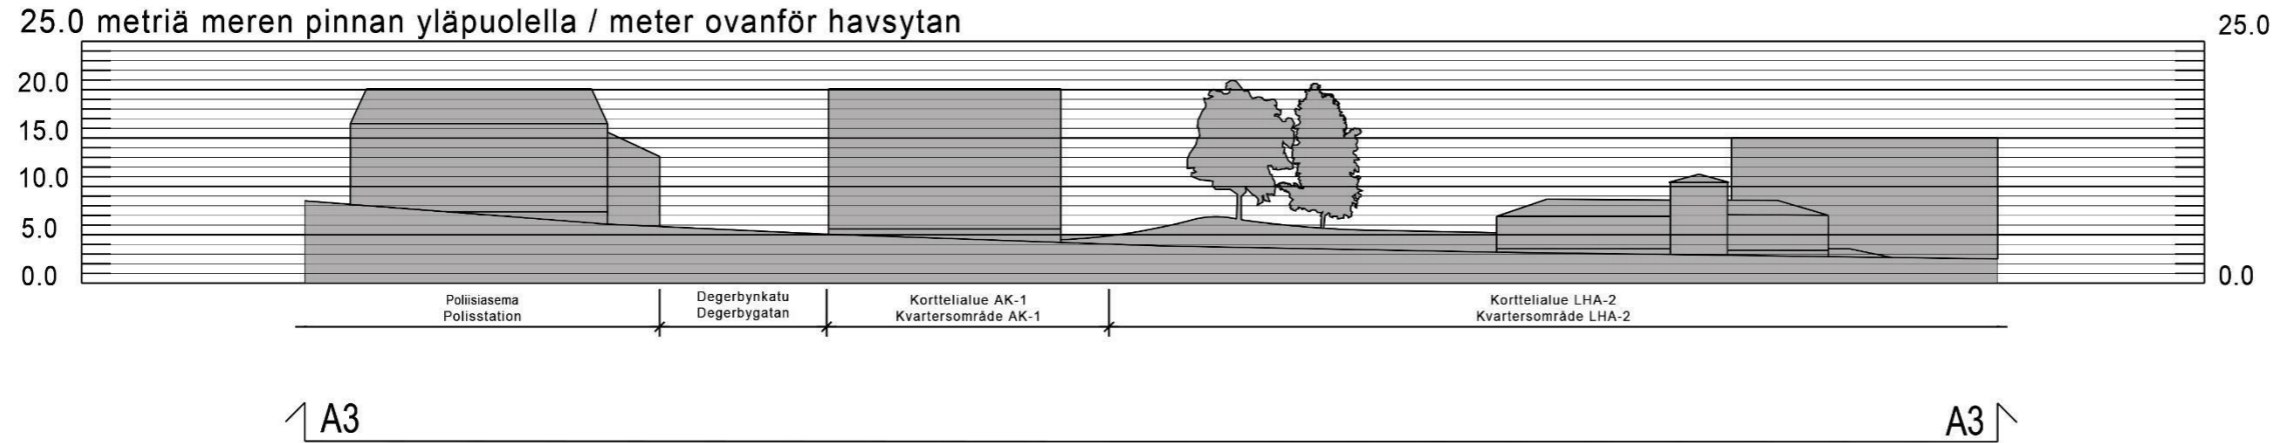 25.0 metriä meren pinnan yläpuolella / meter ovanför havsytan 25.0
20.0
15.0
10.0
5.0
0.0 0.0
Poliisiasema
Polisstation
Degerbynkatu
Degerbygatan
Korttelialue AK-1
Kvartersområde AK-1
Korttelialue LHA-2
Kvartersområde LHA-2
A3 A3